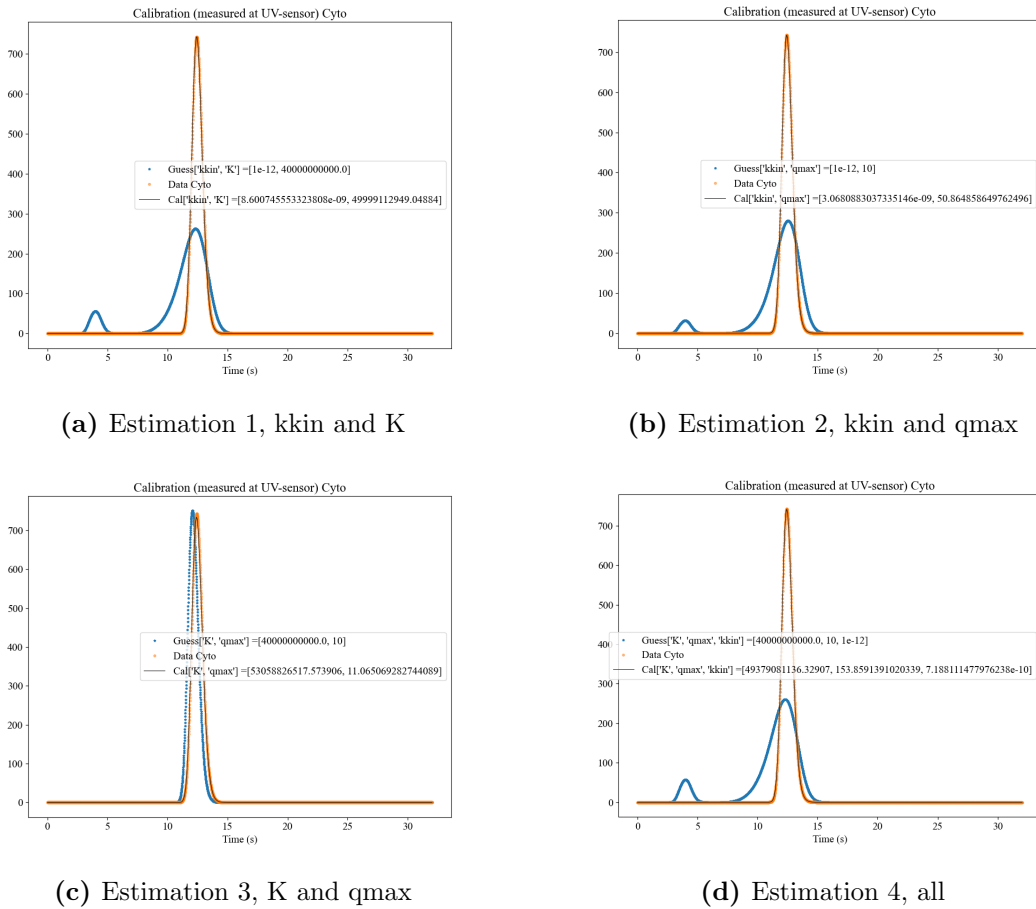 Calibration (measured at UV-sensor) Cyto
700
600
500
400
300
200
100
0
Guess['kkin', 'K'] =[1e-12, 40000000000.0]
Data Cyto
Cal['kkin', 'K'] =[8.600745553323808e-09, 49999112949.04884]
0 5 10 15 20 25 30
Time (s)
(a) Estimation 1, kkin and K
Calibration (measured at UV-sensor) Cyto
700
600
500
400
300
200
100
0
Guess['kkin', 'qmax'] =[1e-12, 10]
Data Cyto
Cal['kkin', 'qmax'] =[3.0680883037335146e-09, 50.864858649762496]
0 5 10 15 20 25 30
Time (s)
(b) Estimation 2, kkin and qmax
Calibration (measured at UV-sensor) Cyto
700
600
500
400
300
200
100
0
Guess['K', 'qmax'] =[40000000000.0, 10]
Data Cyto
Cal['K', 'qmax'] =[53058826517.573906, 11.065069282744089]
0 5 10 15 20 25 30
Time (s)
(c) Estimation 3, K and qmax
Calibration (measured at UV-sensor) Cyto
700
600
500
400
300
200
100
0
Guess['K', 'qmax', 'kkin'] =[40000000000.0, 10, 1e-12]
Data Cyto
Cal['K', 'qmax', 'kkin'] =[49379081136.32907, 153.8591391020339, 7.188111477976238e-10]
0 5 10 15 20 25 30
Time (s)
(d) Estimation 4, all